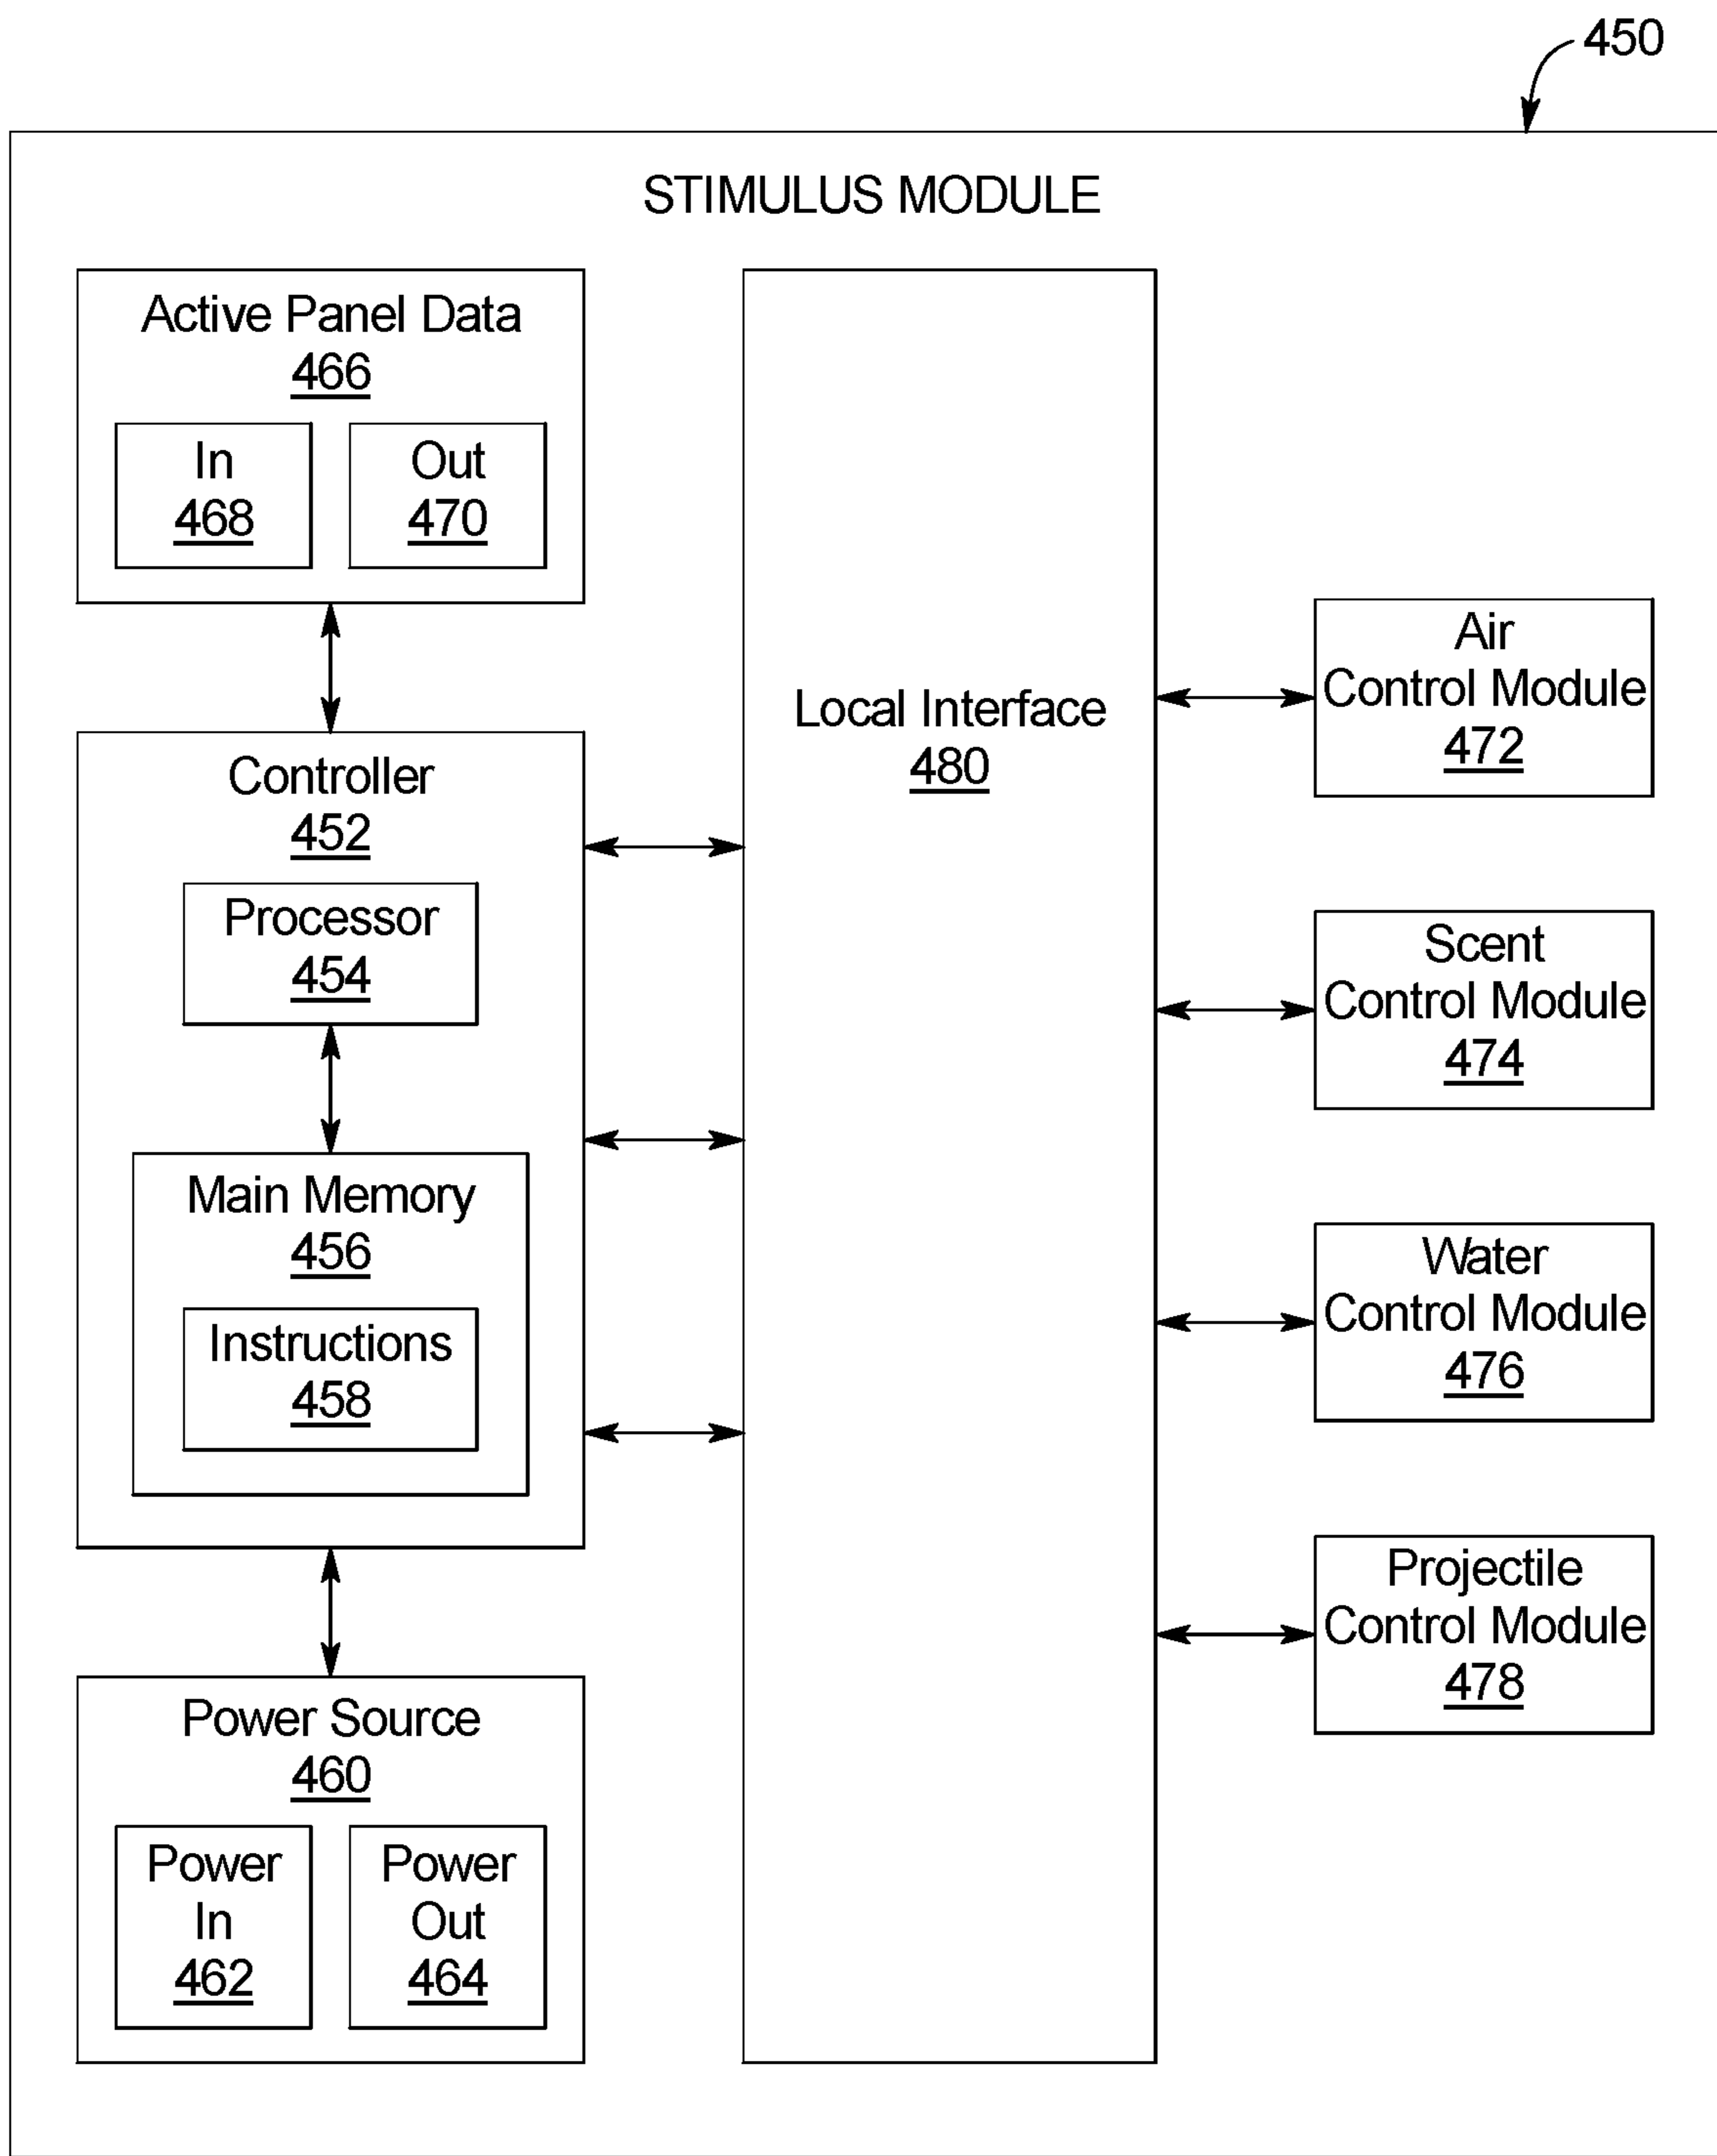 450
STIMULUS MODULE
Active Panel Data
466
In
468
Out
470
Controller
452
Processor
454
Main Memory
456
Instructions
458
Power Source
460
Power
In
462
Power
Out
464
Local Interface
480
Air
Control Module
472
Scent
Control Module
474
Water
Control Module
476
Projectile
Control Module
478